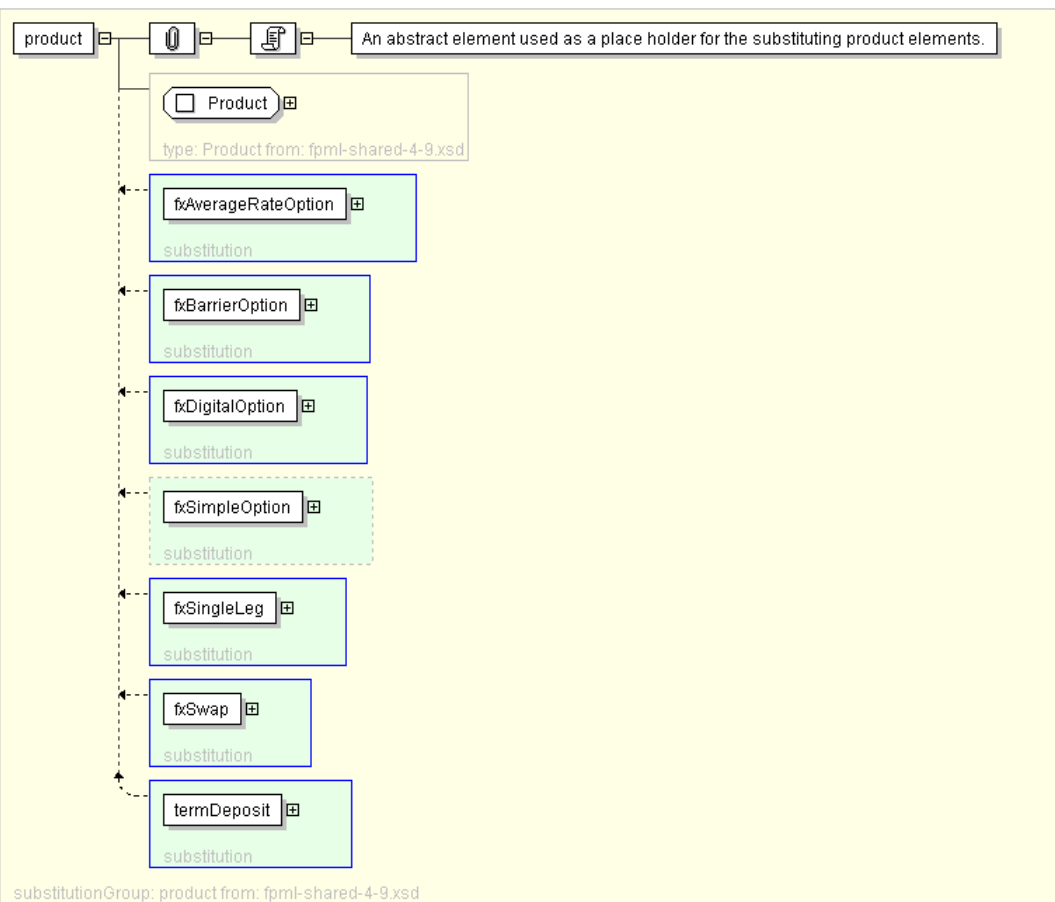 product
An abstract element used as a place holder for the substituting product elements.
Product
type: Product from: fpml-shared-4-9.xsd
fxAverageRateOption
substitution
fxBarrierOption
substitution
fxDigitalOption
substitution
fxSimpleOption
substitution
fxSingleLeg
substitution
fxSwap
substitution
termDeposit
substitution
substitutionGroup: product from: fpml-shared-4-9.xsd